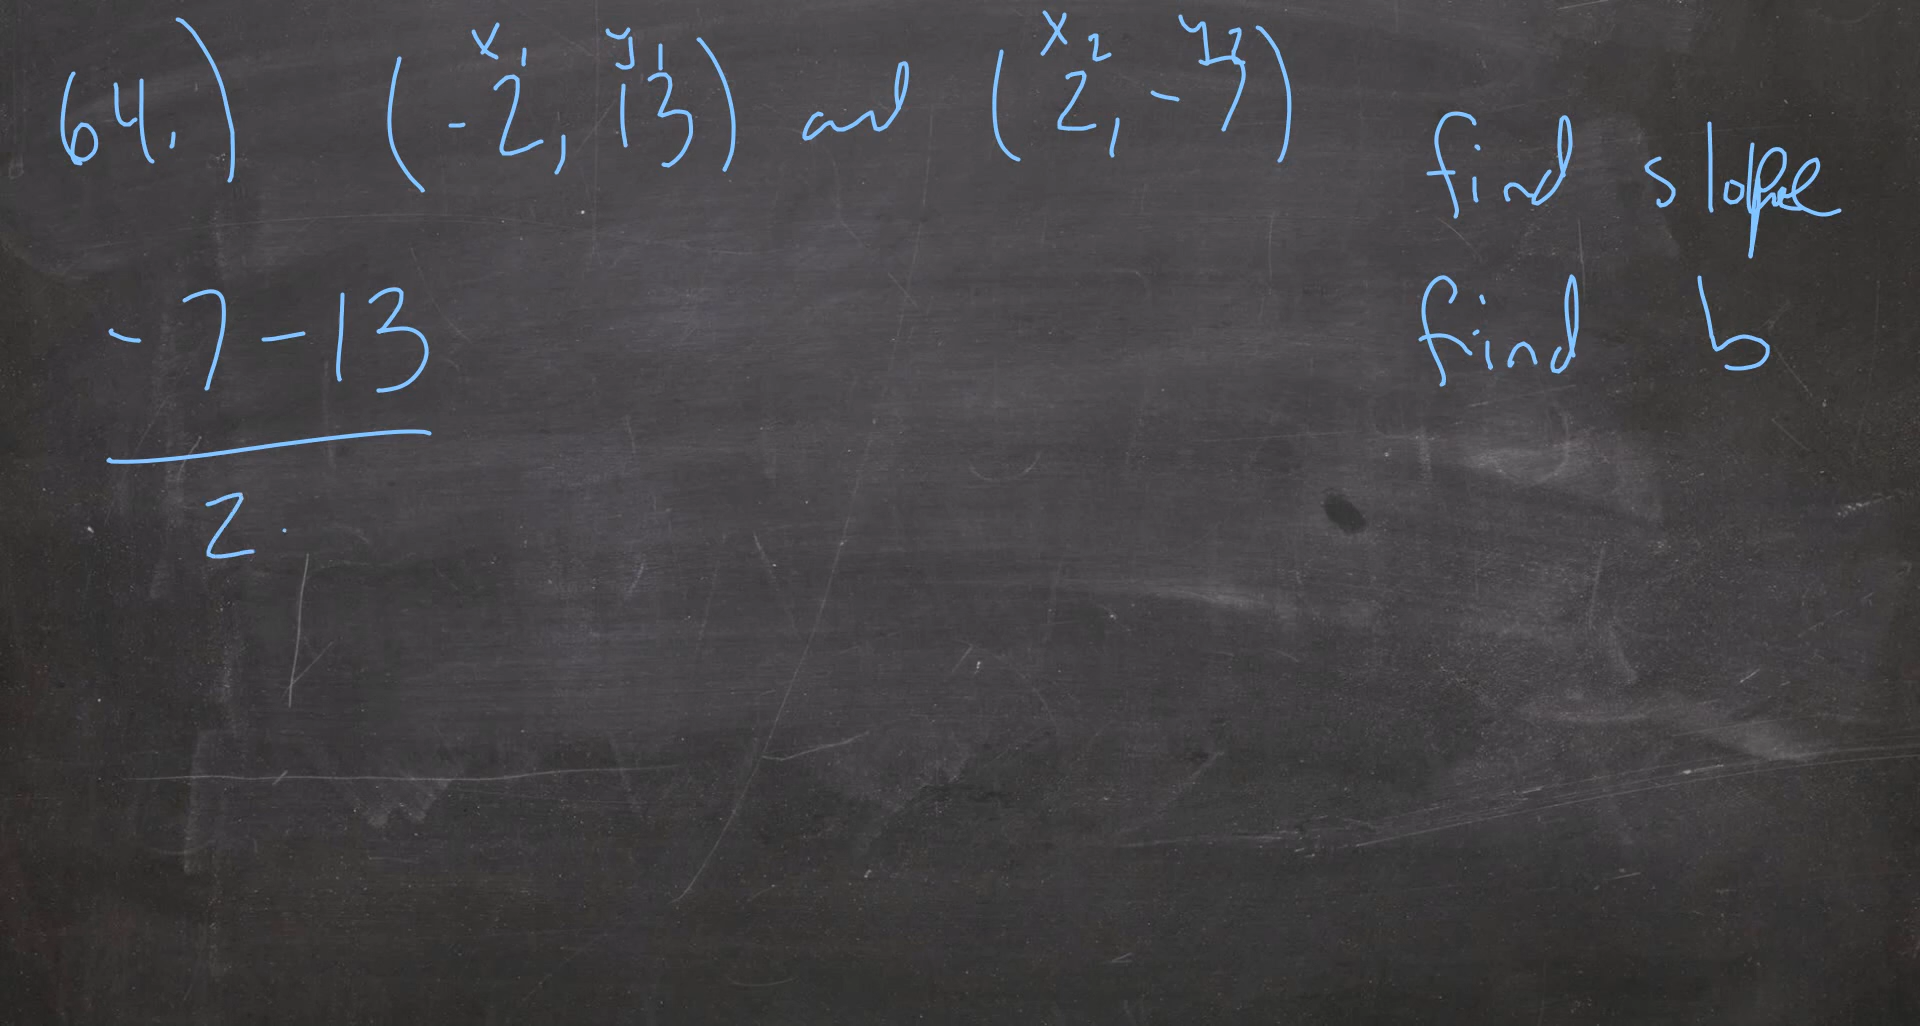 64.) (-2, 13) and (2, -7)
x1 y1 x2 y2
find slope
-7-13
find b
2.